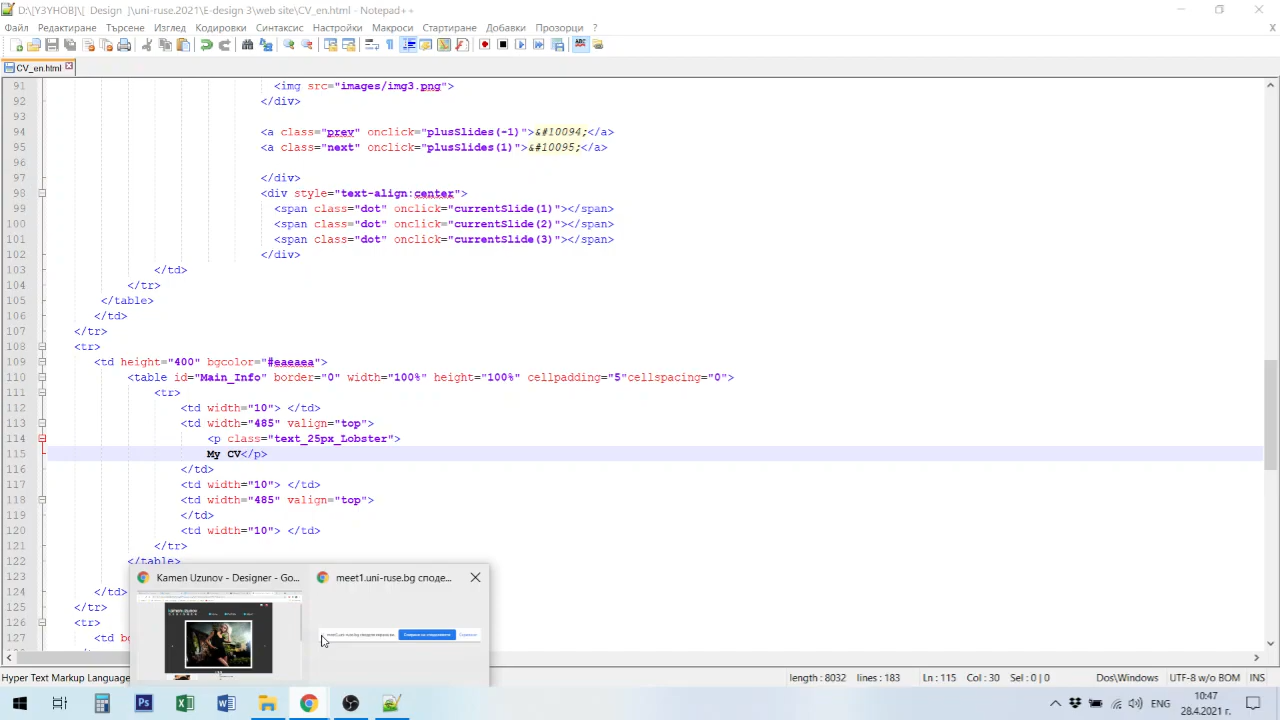 D:\[УЗУНОВ]\[ Design ]\uni-ruse.2021\E-design 3\web site\CV_en.html - Notepad++
Файл Редактиране Търсене Изглед Кодировки Синтаксис Настройки Макроси Стартиране Добавки Прозорци ? X
CV_en.html
91 <img src="images/img3.png">
92 </div>
93
94 <a class="prev" onclick="plusSlides(-1)">&#10094;</a>
95 <a class="next" onclick="plusSlides(1)">&#10095;</a>
96
97 </div>
98 <div style="text-align:center">
99 <span class="dot" onclick="currentSlide(1)"></span>
100 <span class="dot" onclick="currentSlide(2)"></span>
101 <span class="dot" onclick="currentSlide(3)"></span>
102 </div>
103 </td>
104 </tr>
105 </table>
106 </td>
107 </tr>
108 <tr>
109 <td height="400" bgcolor="#eaeaea">
110 <table id="Main_Info" border="0" width="100%" height="100%" cellpadding="5"cellspacing="0">
111 <tr>
112 <td width="10"> </td>
113 <td width="485" valign="top">
114 <p class="text_25px_Lobster">
115 My CV</p>
116 </td>
117 <td width="10"> </td>
118 <td width="485" valign="top">
119 </td>
120 <td width="10"> </td>
121 </tr>
122 </table>
123
124 </td>
125 </tr>
126 <tr>
127 <td b
Kamen Uzunov - Designer - Go...
meet1.uni-ruse.bg споде...
Hyper Text Markup Language length : 8032 lines : 183 Ln : 115 Col : 30 Sel : 0 | 0 Dos\Windows UTF-8 w/o BOM INS
ENG 10:47
28.4.2021 г.